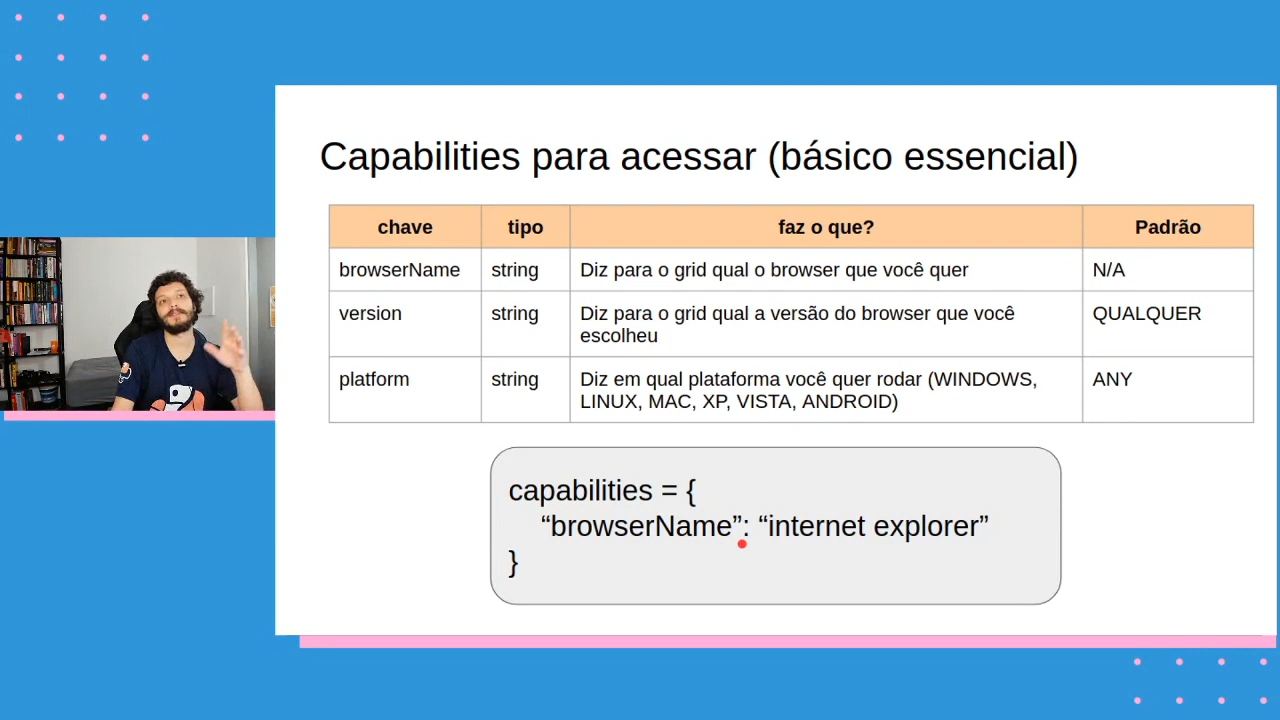 Capabilities para acessar (básico essencial)
chave tipo faz o que? Padrão
browserName string Diz para o grid qual o browser que você quer N/A
version string Diz para o grid qual a versão do browser que você QUALQUER
escolheu
platform string Diz em qual plataforma você quer rodar (WINDOWS, ANY
LINUX, MAC, XP, VISTA, ANDROID)
capabilities = {
“browserName”: “internet explorer”
}